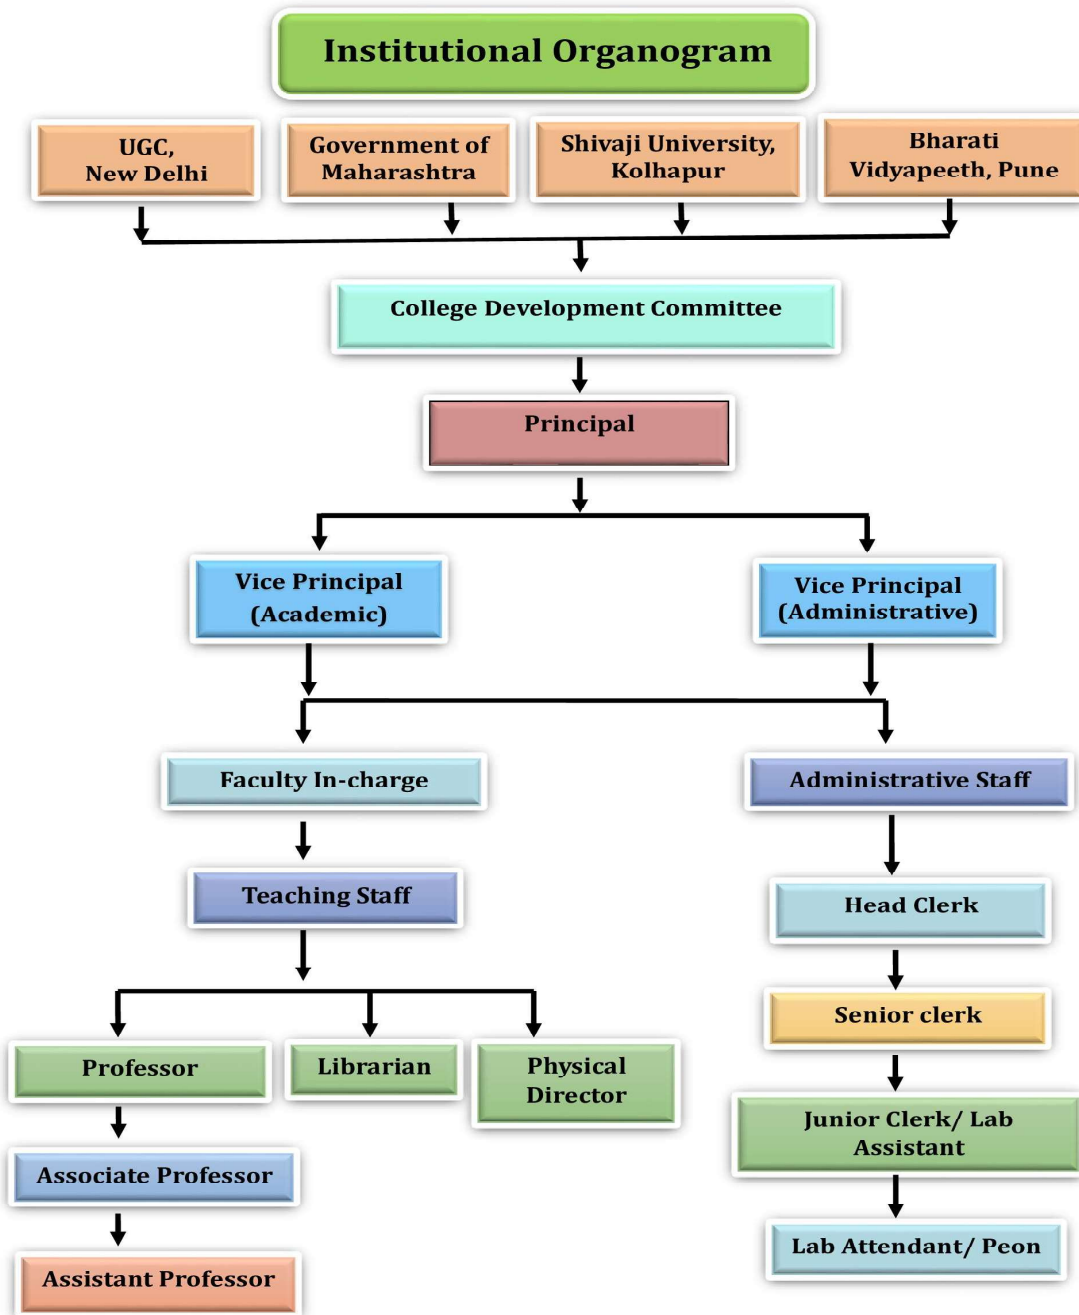 Institutional Organogram
UGC,
New Delhi
Government of
Maharashtra
Shivaji University,
Kolhapur
Bharati
Vidyapeeth, Pune
College Development Committee
Principal
Vice Principal
(Academic)
Vice Principal
(Administrative)
Faculty In-charge
Administrative Staff
Teaching Staff
Head Clerk
Senior clerk
Professor
Librarian
Physical
Director
Junior Clerk/ Lab
Assistant
Associate Professor
Lab Attendant/ Peon
Assistant Professor